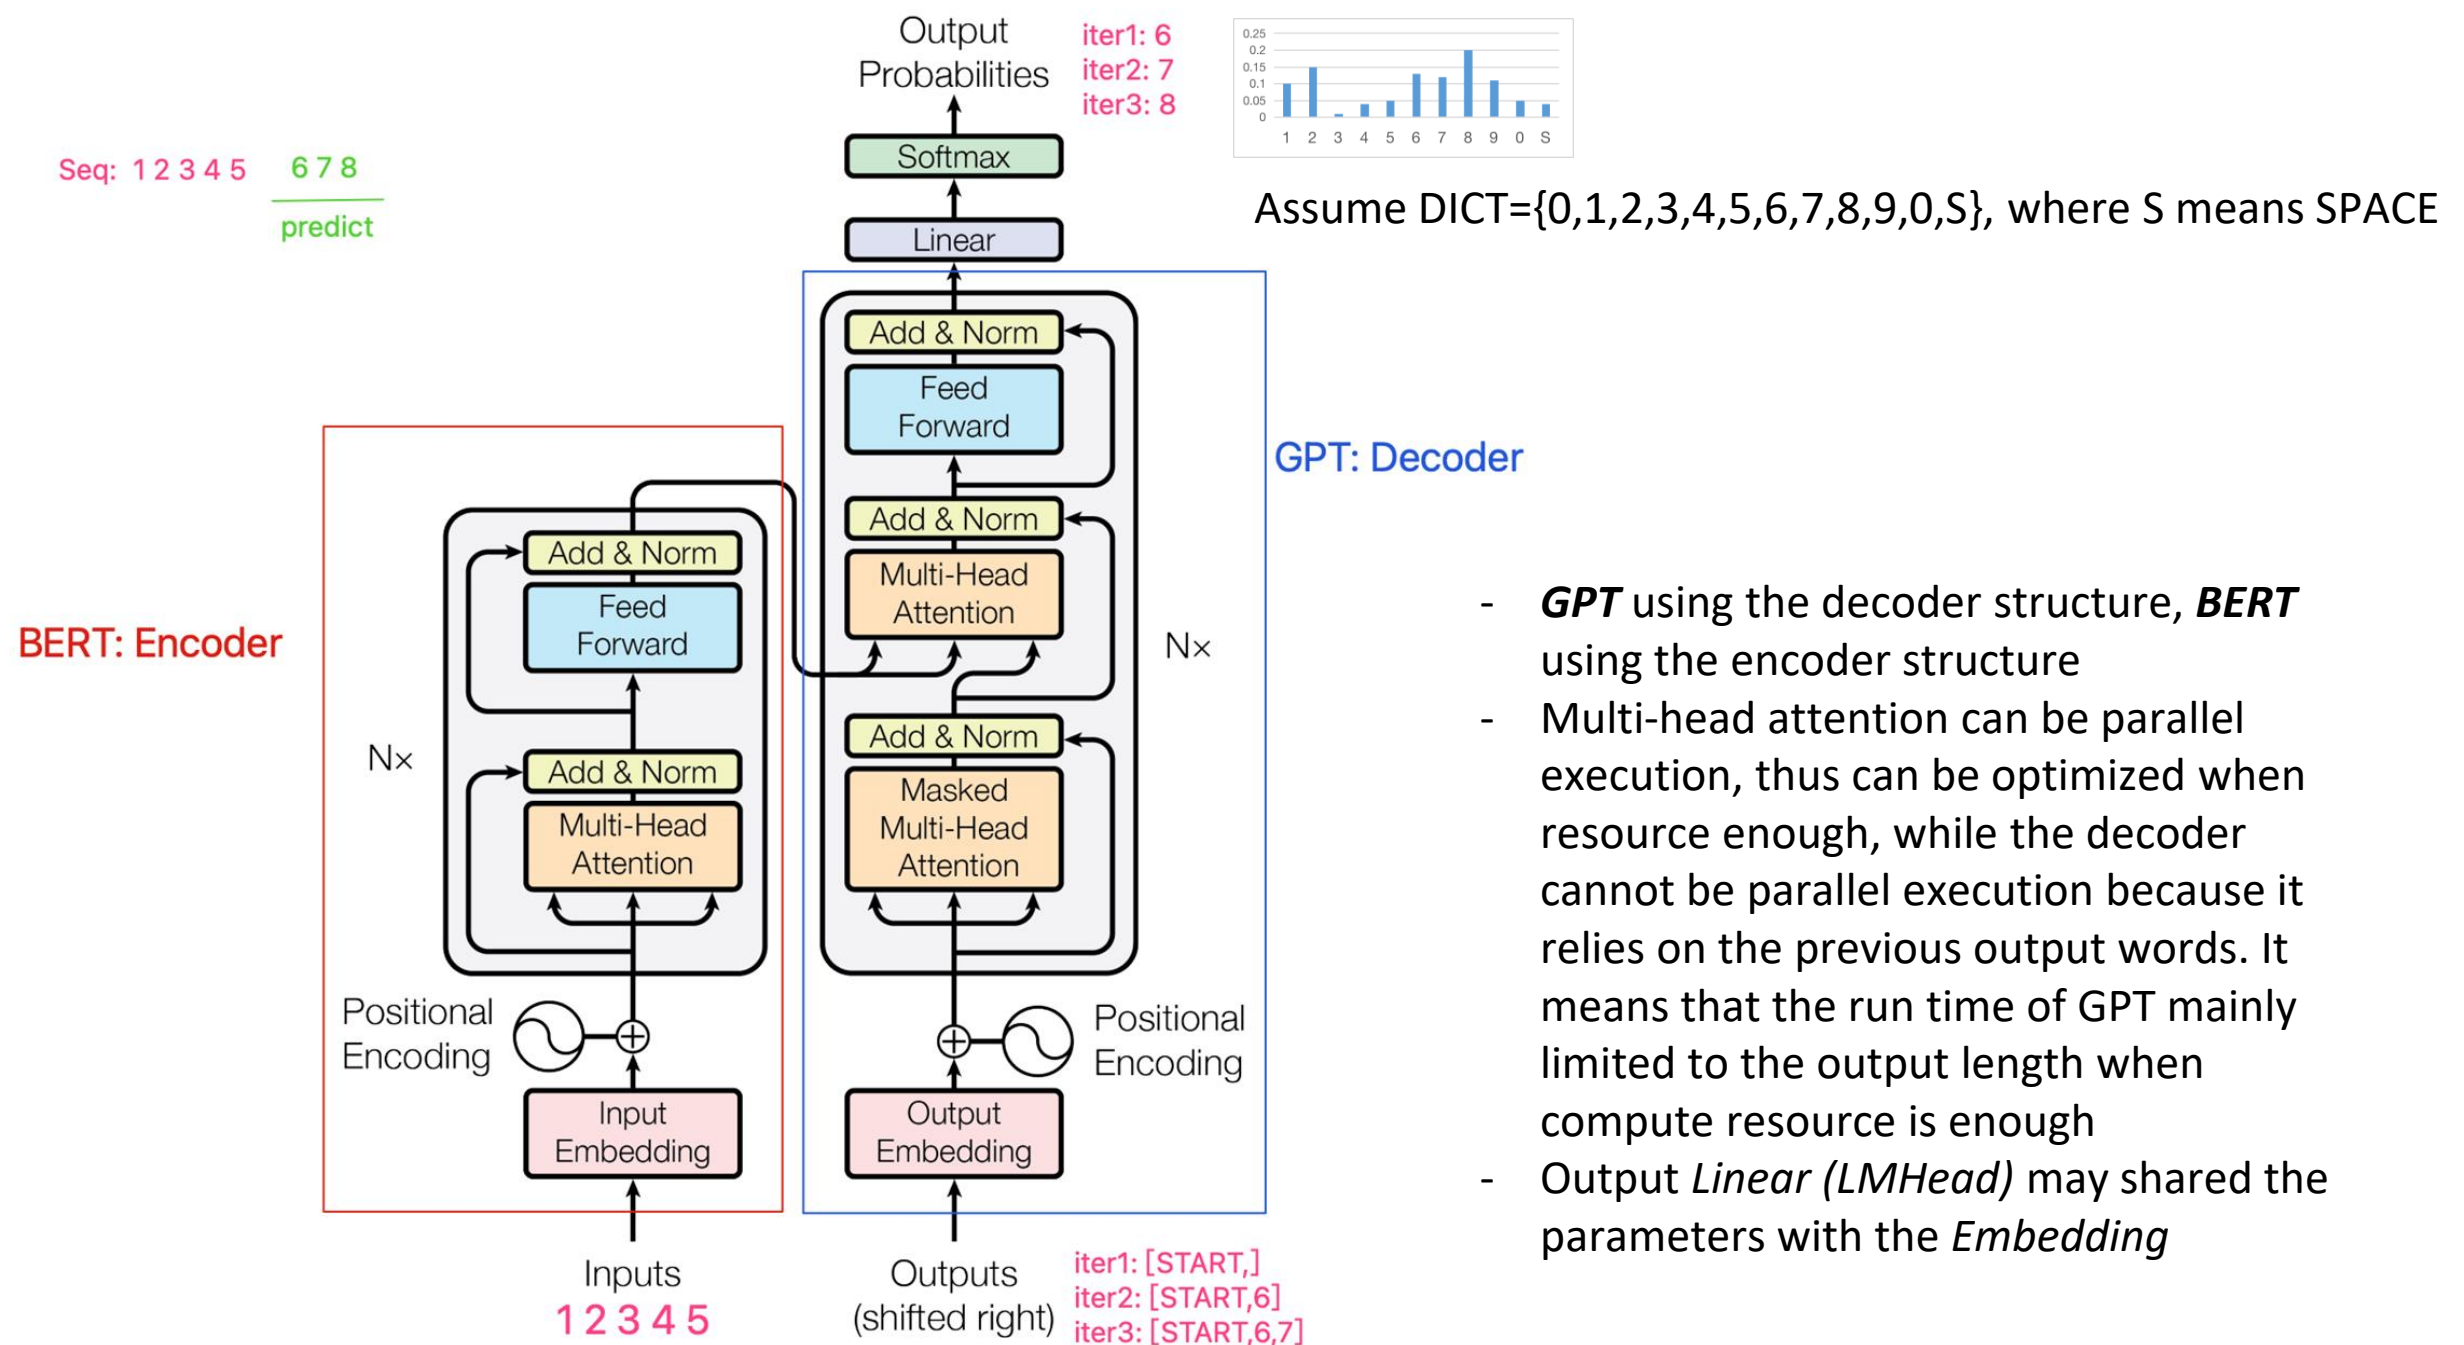 Output
Probabilities
iter1: 6
iter2: 7
iter3: 8
0.25
0.2
0.15
0.1
0.05
0
1 2 3 4 5 6 7 8 9 0 S
Seq: 1 2 3 4 5 6 7 8
predict
Assume DICT={0,1,2,3,4,5,6,7,8,9,0,S}, where S means SPACE
Softmax
Linear
GPT: Decoder
Add & Norm
Feed
Forward
Add & Norm
Multi-Head
Attention
N×
Add & Norm
Masked
Multi-Head
Attention
Positional
Encoding
Output
Embedding
Outputs
(shifted right)
iter1: [START,]
iter2: [START,6]
iter3: [START,6,7]
BERT: Encoder
Add & Norm
Feed
Forward
N×
Add & Norm
Multi-Head
Attention
Positional
Encoding
Input
Embedding
Inputs
1 2 3 4 5
- GPT using the decoder structure, BERT
using the encoder structure
- Multi-head attention can be parallel
execution, thus can be optimized when
resource enough, while the decoder
cannot be parallel execution because it
relies on the previous output words. It
means that the run time of GPT mainly
limited to the output length when
compute resource is enough
- Output Linear (LMHead) may shared the
parameters with the Embedding